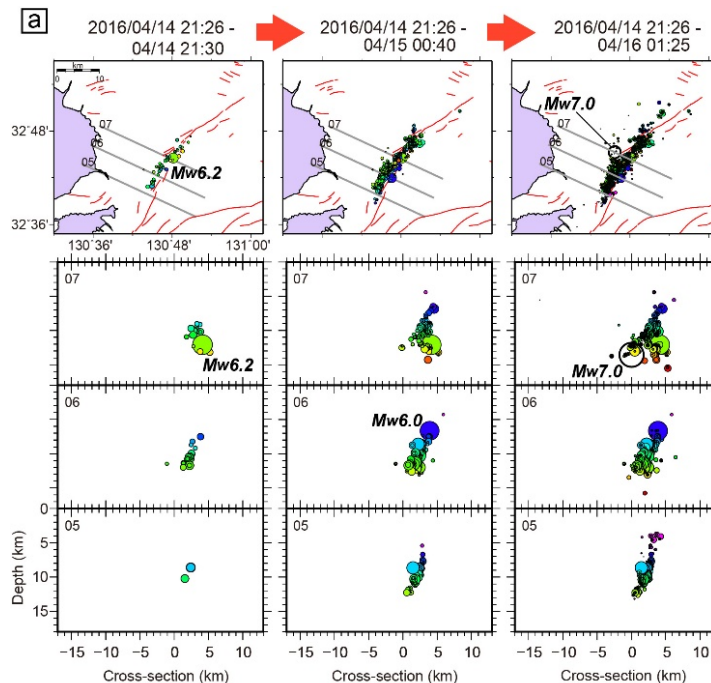 a
2016/04/14 21:26 -
04/14 21:30
2016/04/14 21:26 -
04/15 00:40
2016/04/14 21:26 -
04/16 01:25
km
0 10
32°48'
32°36'
07
06
05
Mw6.2
07
06
05
Mw7.0
07
06
05
130°36' 130°48' 131°00'
07
Mw6.2
07
07
Mw7.0
06
06
Mw6.0
06
0
5
10
15
Depth (km)
05
05
05
−15 −10 −5 0 5 10
−15 −10 −5 0 5 10
−15 −10 −5 0 5 10
Cross-section (km)
Cross-section (km)
Cross-section (km)